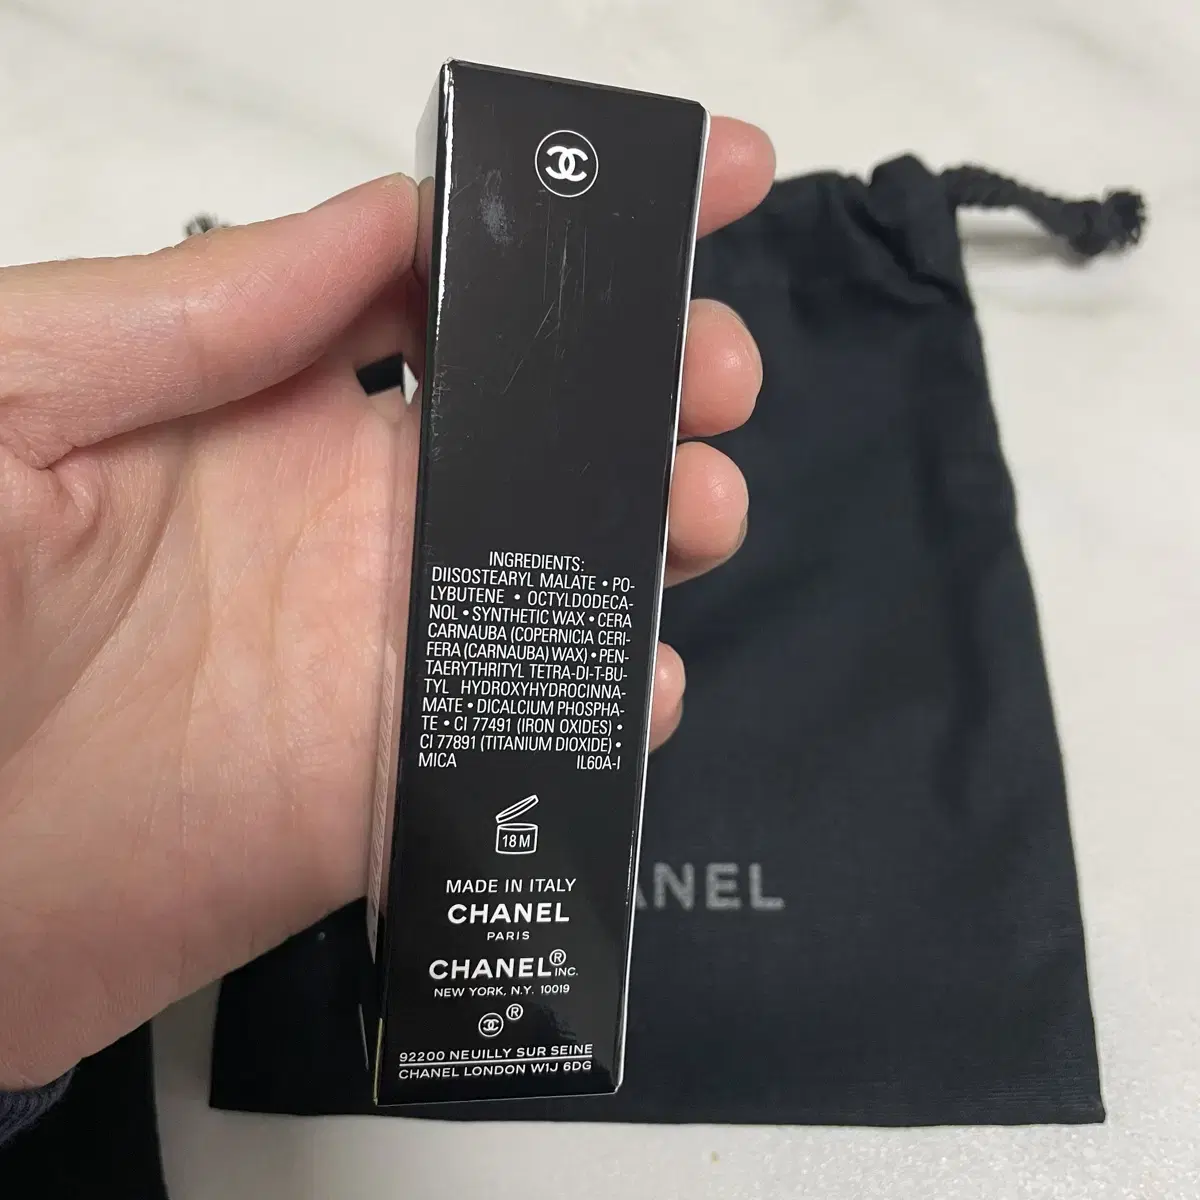 INGREDIENTS:
DIISOSTEARYL MALATE • PO-
LYBUTENE • OCTYLDODECA-
NOL • SYNTHETIC WAX • CERA
CARNAUBA (COPERNICIA CERI-
FERA (CARNAUBA) WAX) • PEN-
TAERYTHRITYL TETRA-DI-T-BU-
TYL HYDROXYHYDROCINNA-
MATE • DICALCIUM PHOSPHA-
TE • CI 77491 (IRON OXIDES) •
CI 77891 (TITANIUM DIOXIDE) •
MICA IL60A-I
18 M
MADE IN ITALY
CHANEL
PARIS
CHANEL® INC.
NEW YORK, N.Y. 10019
®
92200 NEUILLY SUR SEINE
CHANEL LONDON W1J 6DG
ANEL